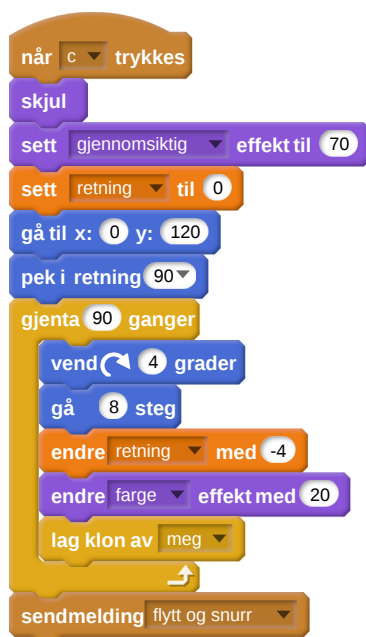 når c trykkes
skjul
sett gjennomsiktig effekt til 70
sett retning til 0
gå til x: 0 y: 120
pek i retning 90
gjenta 90 ganger
vend 4 grader
gå 8 steg
endre retning med -4
endre farge effekt med 20
lag klon av meg
send melding flytt og snurr